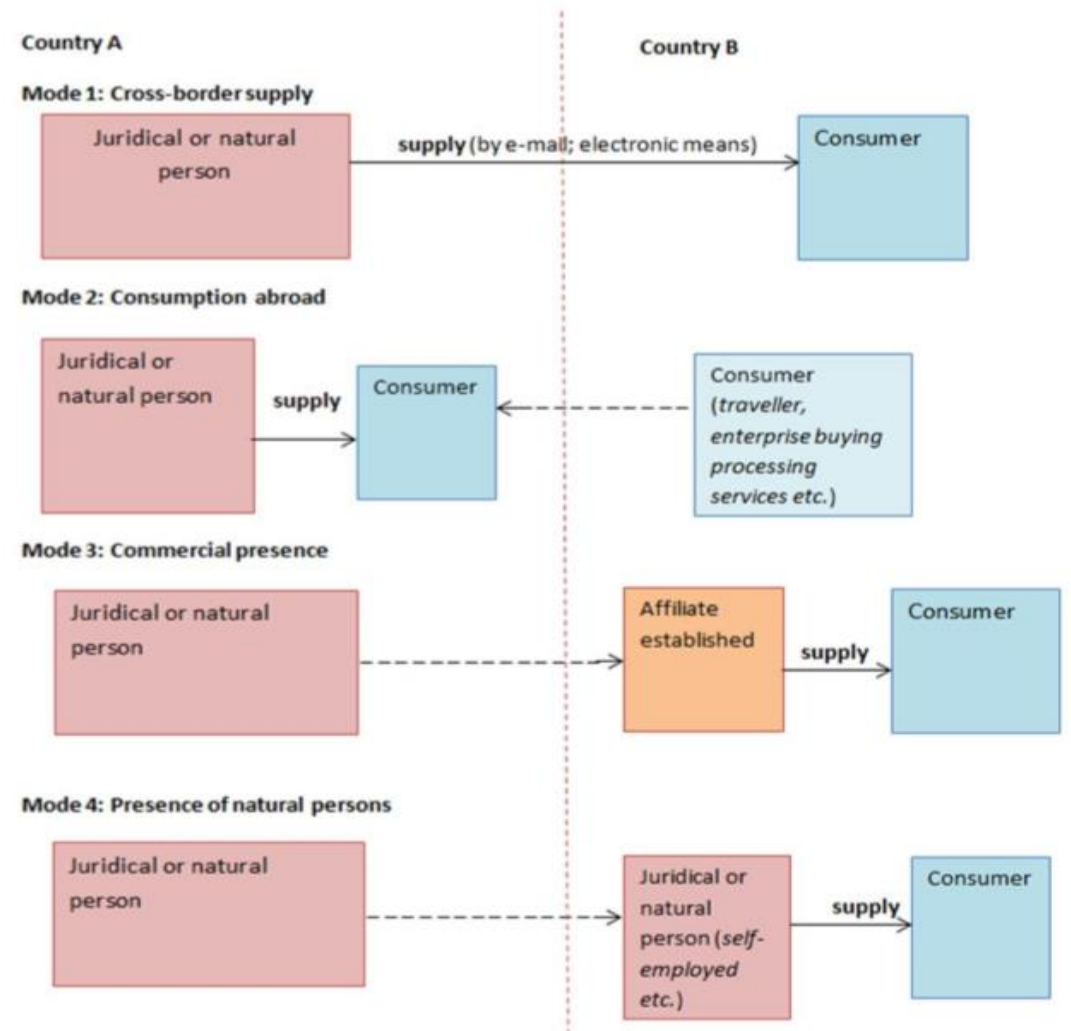 Country A
Country B
Mode 1: Cross-border supply
Juridical or natural
person
supply (by e-mail; electronic means)
Consumer
Mode 2: Consumption abroad
Juridical or
natural person
supply
Consumer
Consumer
(traveller,
enterprise buying
processing
services etc.)
Mode 3: Commercial presence
Juridical or natural
person
Affiliate
established
supply
Consumer
Mode 4: Presence of natural persons
Juridical or natural
person
Juridical or
natural
person (self-
employed
etc.)
supply
Consumer